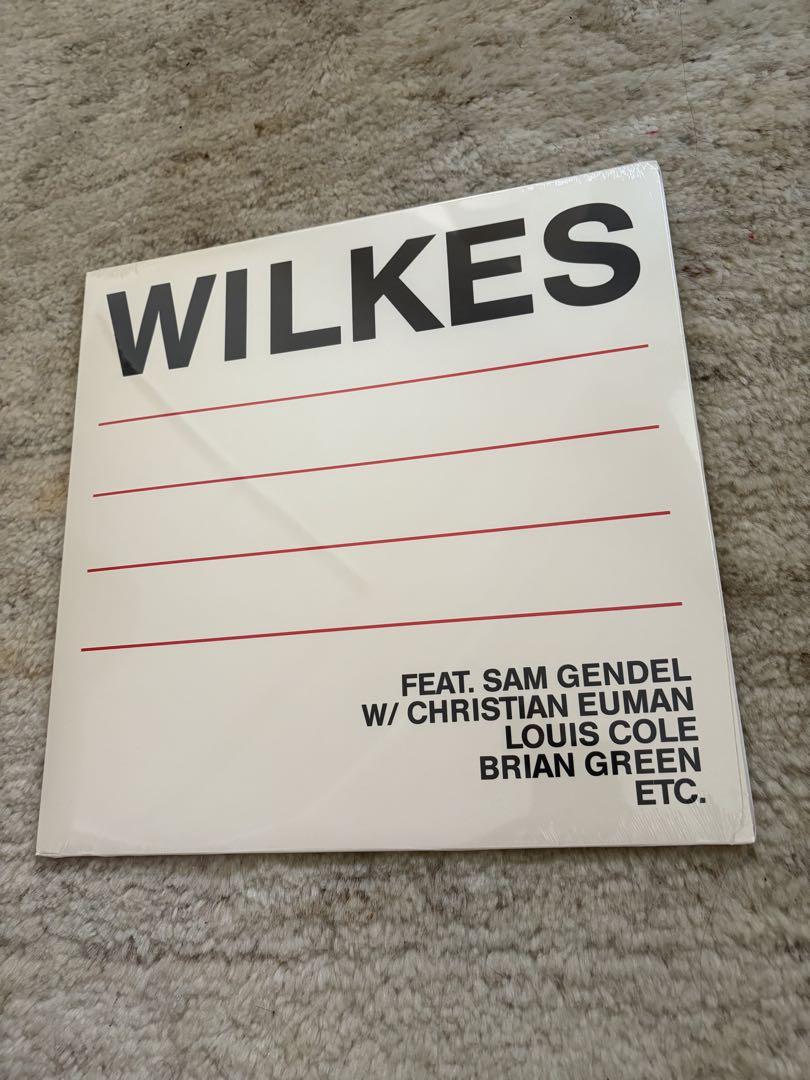 WILKES
FEAT. SAM GENDEL
W/ CHRISTIAN EUMAN
LOUIS COLE
BRIAN GREEN
ETC.